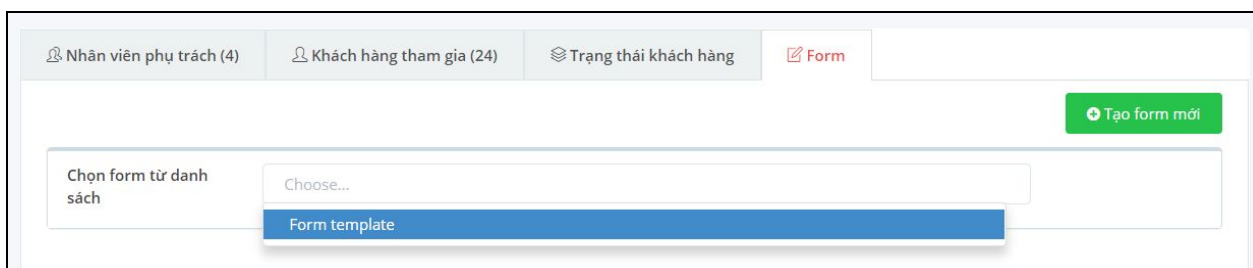 Nhân viên phụ trách (4) Khách hàng tham gia (24) Trạng thái khách hàng Form
Tạo form mới
Chọn form từ danh
sách
Choose...
Form template